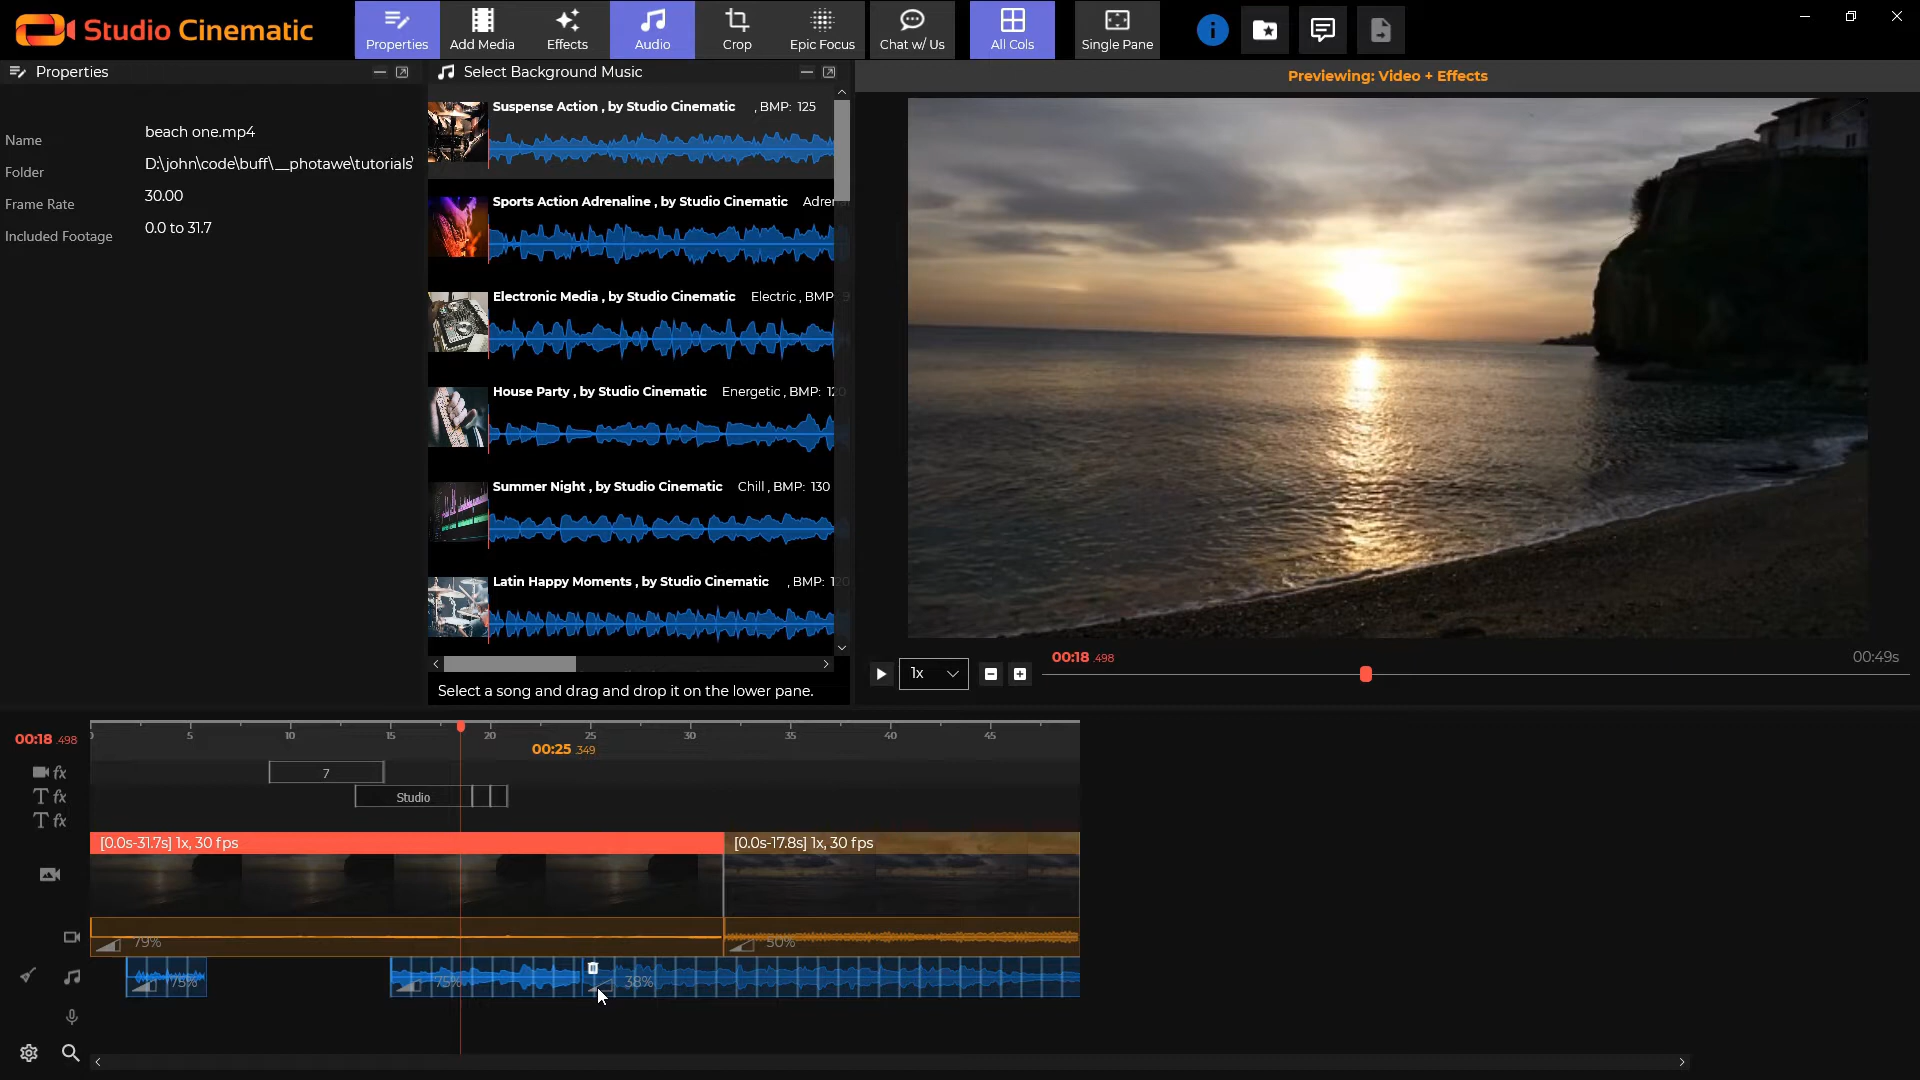 Studio Cinematic
Properties
Add Media
Effects
Audio
Crop
Epic Focus
Chat w/ Us
All Cols
Single Pane
Properties
Select Background Music
Previewing: Video + Effects
Name beach one.mp4
Folder D:\john\code\buff\__photawe\tutorials
Frame Rate 30.00
Included Footage 0.0 to 31.7
Suspense Action , by Studio Cinematic , BMP: 125
Sports Action Adrenaline , by Studio Cinematic
Electronic Media , by Studio Cinematic Electric , BMP: 9
House Party , by Studio Cinematic Energetic , BMP: 120
Summer Night , by Studio Cinematic Chill , BMP: 130
Latin Happy Moments , by Studio Cinematic , BMP: 120
Select a song and drag and drop it on the lower pane.
1x
00:18 .498
00:49s
00:18 .498
0 5 10 15 20 25 30 35 40 45
00:25 .349
fx
7
T fx
Studio
T fx
[0.0s-31.7s] 1x, 30 fps
[0.0s-17.8s] 1x, 30 fps
79%
50%
75%
75%
38%